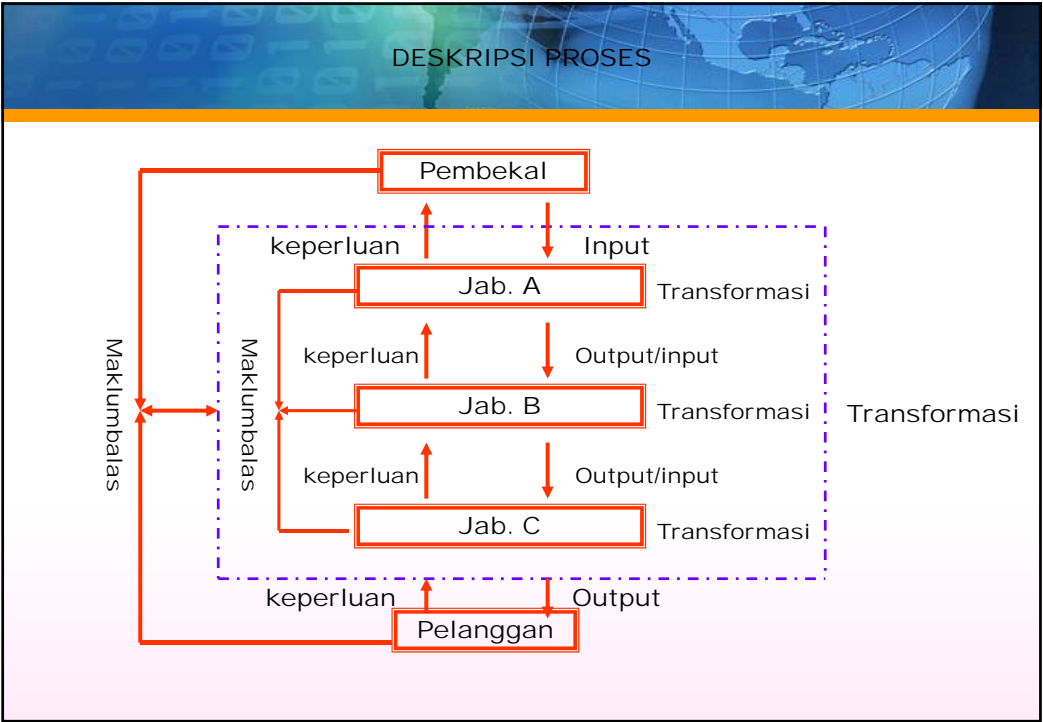 DESKRIPSI PROSES
Pembekal
keperluan
Input
Jab. A
Transformasi
keperluan
Output/input
Maklumbalas
Maklumbalas
Jab. B
Transformasi
Transformasi
keperluan
Output/input
Jab. C
Transformasi
keperluan
Output
Pelanggan